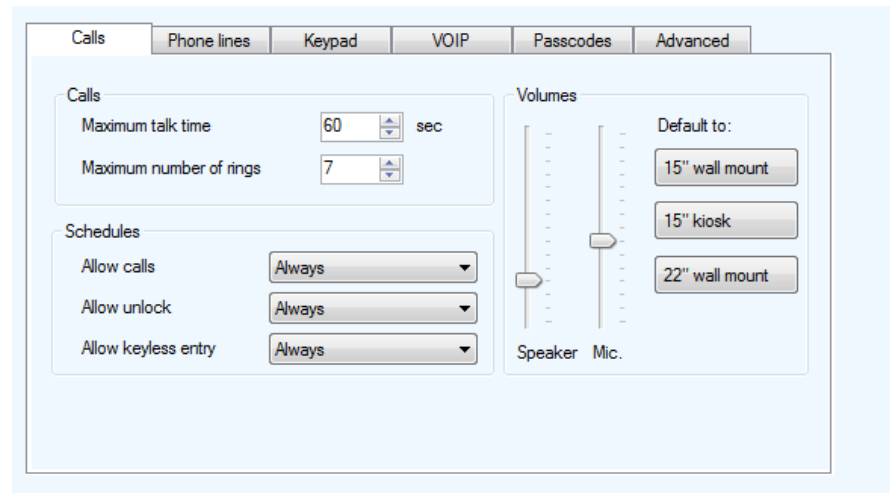 Calls Phone lines Keypad VOIP Passcodes Advanced
Calls
Maximum talk time 60 sec
Maximum number of rings 7
Schedules
Allow calls Always
Allow unlock Always
Allow keyless entry Always
Volumes
Default to:
15" wall mount
15" kiosk
22" wall mount
Speaker Mic.